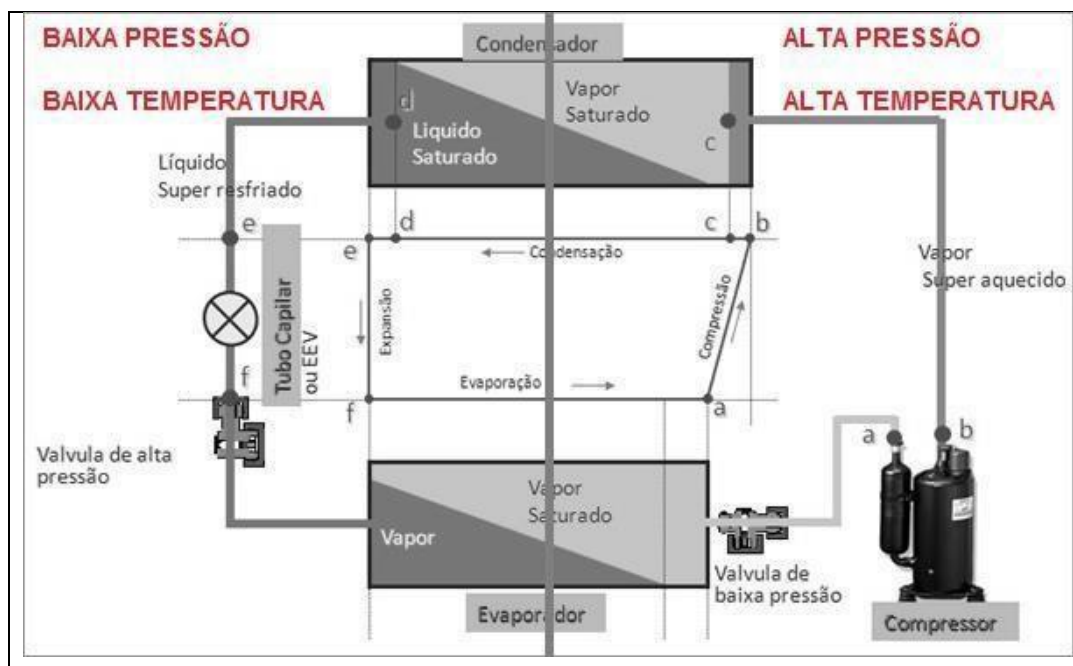 BAIXA PRESSÃO
BAIXA TEMPERATURA
Condensador
ALTA PRESSÃO
ALTA TEMPERATURA
d
Liquido
Saturado
Vapor
Saturado
c
Líquido
Super resfriado
e
e
d
c
b
Condensação
Vapor
Super aquecido
Tubo Capilar
ou EEV
Expansão
Compressão
Evaporação
f
f
a
Valvula de alta
pressão
Vapor
Vapor
Saturado
a
b
Valvula de
baixa pressão
Evaporador
Compressor